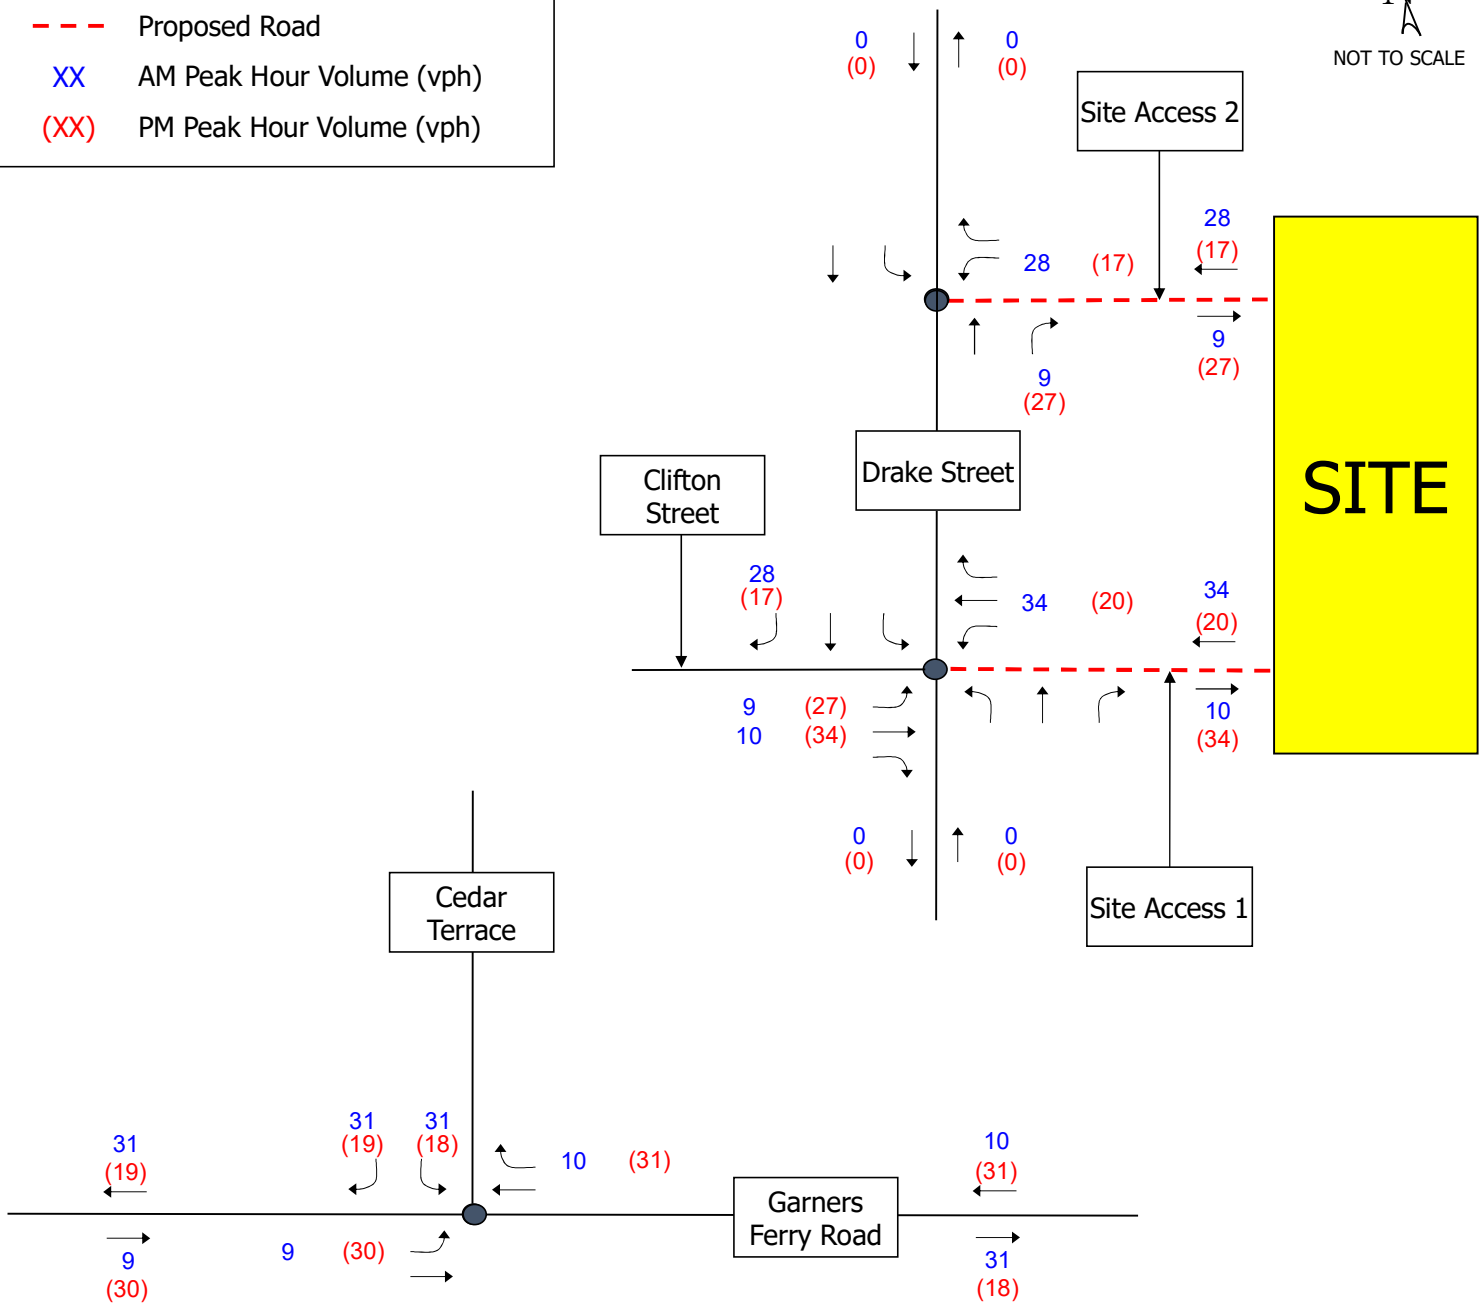 Proposed Road
XX AM Peak Hour Volume (vph)
(XX) PM Peak Hour Volume (vph)
NOT TO SCALE
0 0
(0) (0)
Site Access 2
28
(17)
28 (17)
9
(27)
9
(27)
Drake Street
Clifton
Street
SITE
28
(17)
34 (20)
34
(20)
9 (27)
10 (34)
10
(34)
0 0
(0) (0)
Site Access 1
Cedar
Terrace
31 31
(19) (18)
31
(19)
10 (31)
10
(31)
Garners
Ferry Road
9 (30)
9
(30)
31
(18)